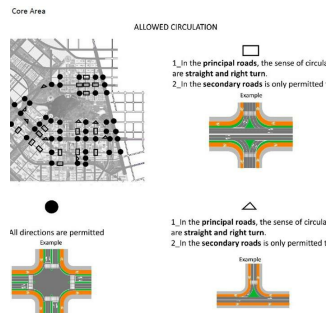 Core Area
ALLOWED CIRCULATION
1_In the principal roads, the sense of circula
are straight and right turn.
2_In the secondary roads is only permitted t
Example
All directions are permitted
Example
1_In the principal roads, the sense of circula
are straight and right turn.
2_In the secondary roads is only permitted t
Example